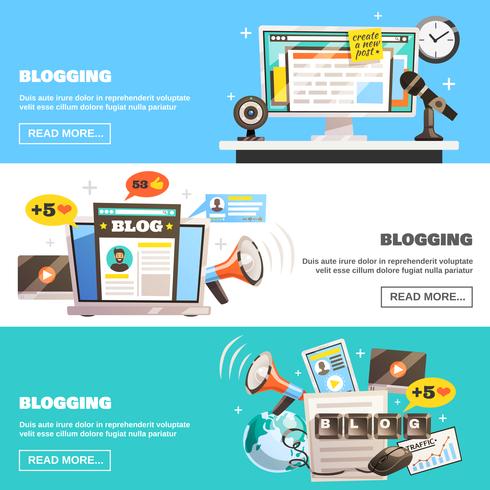 create
a new
post
BLOGGING
Duis aute irure dolor in reprehenderit voluptate
velit esse cillum dolore eu fugiat nulla pariatur
READ MORE...
53
+5
BLOG
BLOGGING
Duis aute irure dolor in reprehenderit voluptate
velit esse cillum dolore eu fugiat nulla pariatur
READ MORE...
+5
BLOG
TRAFFIC
BLOGGING
Duis aute irure dolor in reprehenderit voluptate
velit esse cillum dolore eu fugiat nulla pariatur
READ MORE...